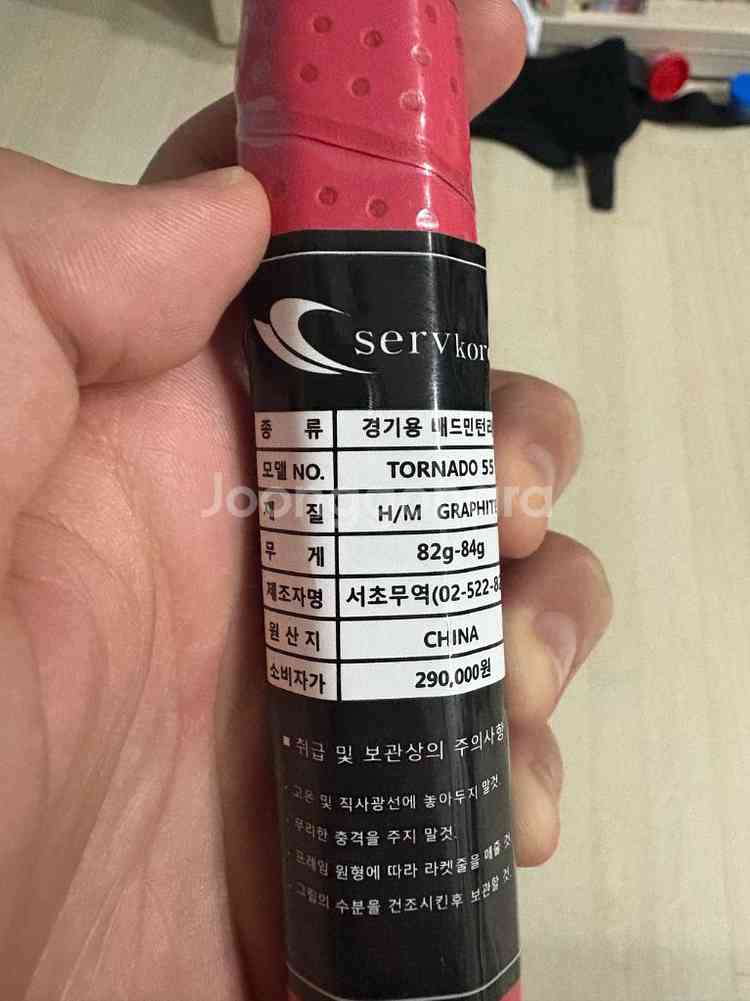 servkore
종 류 경기용 배드민턴
모델 NO. TORNADO 55
재 질 H/M GRAPHITE
무 게 82g-84g
제조자명 서초무역(02-522-82
원산지 CHINA
소비자가 290,000원
Joonggonara
■ 취급 및 보관상의 주의사항
· 고온 및 직사광선에 놓아두지 말것.
· 무리한 충격을 주지 말것.
· 프레임 원형에 따라 라켓줄을 매줄 것
· 그립의 수분을 건조시킨후 보관할 것.